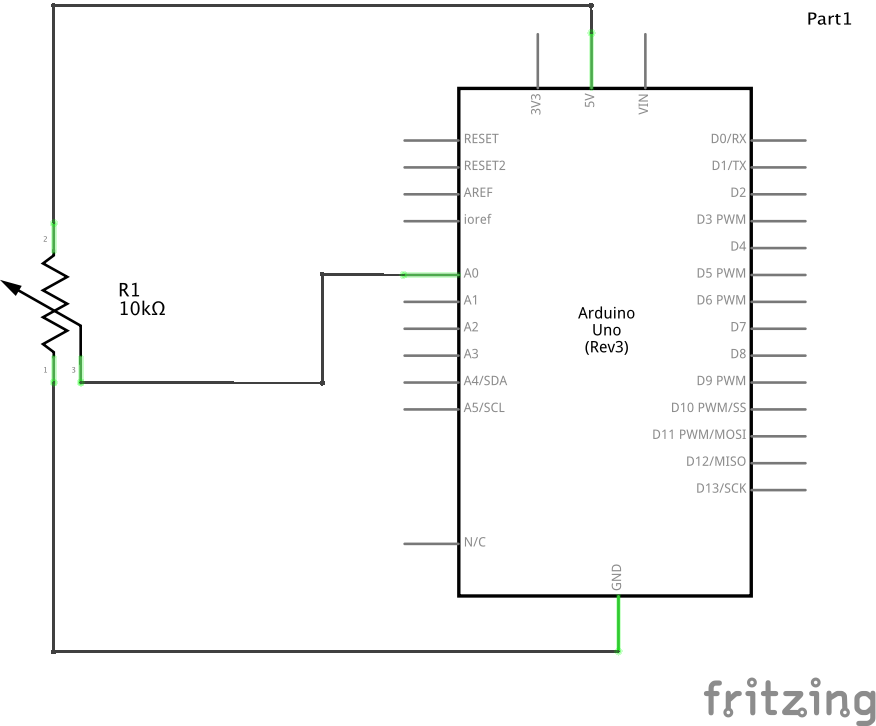 Part1
3V3
5V
VIN
RESET
RESET2
AREF
ioref
A0
A1
A2
A3
A4/SDA
A5/SCL
N/C
D0/RX
D1/TX
D2
D3 PWM
D4
D5 PWM
D6 PWM
D7
D8
D9 PWM
D10 PWM/SS
D11 PWM/MOSI
D12/MISO
D13/SCK
Arduino
Uno
(Rev3)
GND
2
R1
10kΩ
1
3
fritzing